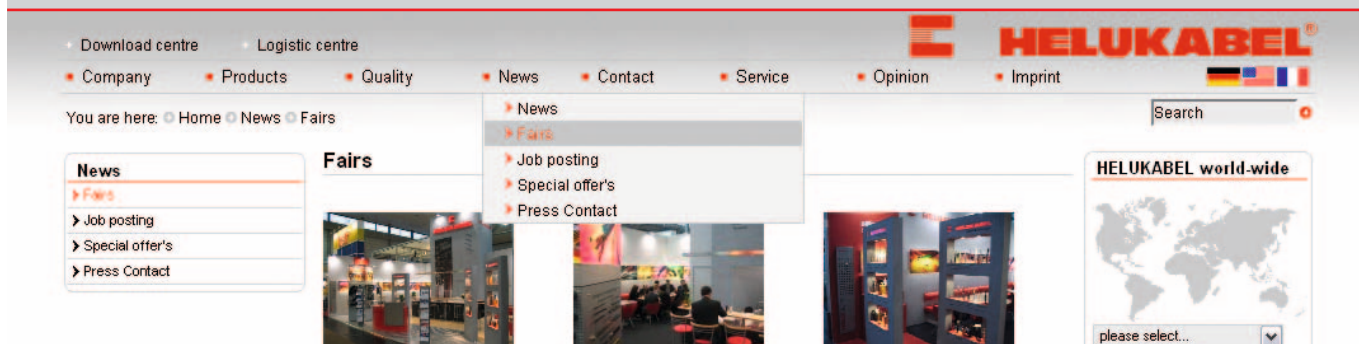 Download centre Logistic centre
HELUKABEL®
Company Products Quality News Contact Service Opinion Imprint
You are here: Home News Fairs
Search
News
Fairs
Job posting
Special offer's
Press Contact
News
Fairs
Job posting
Special offer's
Press Contact
Fairs
HELUKABEL world-wide
please select...